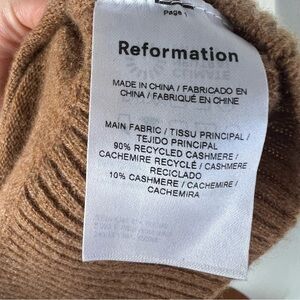 Page
Reformation
MADE IN CHINA / FABRICADO EN
CHINA / FABRIQUÉ EN CHINE
MAIN FABRIC / TISSU PRINCIPAL /
TEJIDO PRINCIPAL
90% RECYCLED CASHMERE /
CACHEMIRE RECYCLÉ / CASHMERE
RECICLADO
10% CASHMERE / CACHEMIRE /
CACHEMIRA